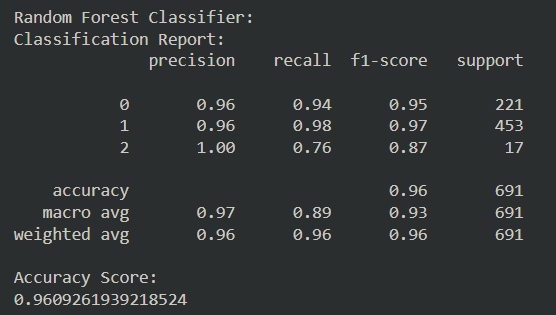 Random Forest Classifier:
Classification Report:
              precision    recall  f1-score   support

           0       0.96      0.94      0.95       221
           1       0.96      0.98      0.97       453
           2       1.00      0.76      0.87        17

    accuracy                           0.96       691
   macro avg       0.97      0.89      0.93       691
weighted avg       0.96      0.96      0.96       691

Accuracy Score:
0.9609261939218524